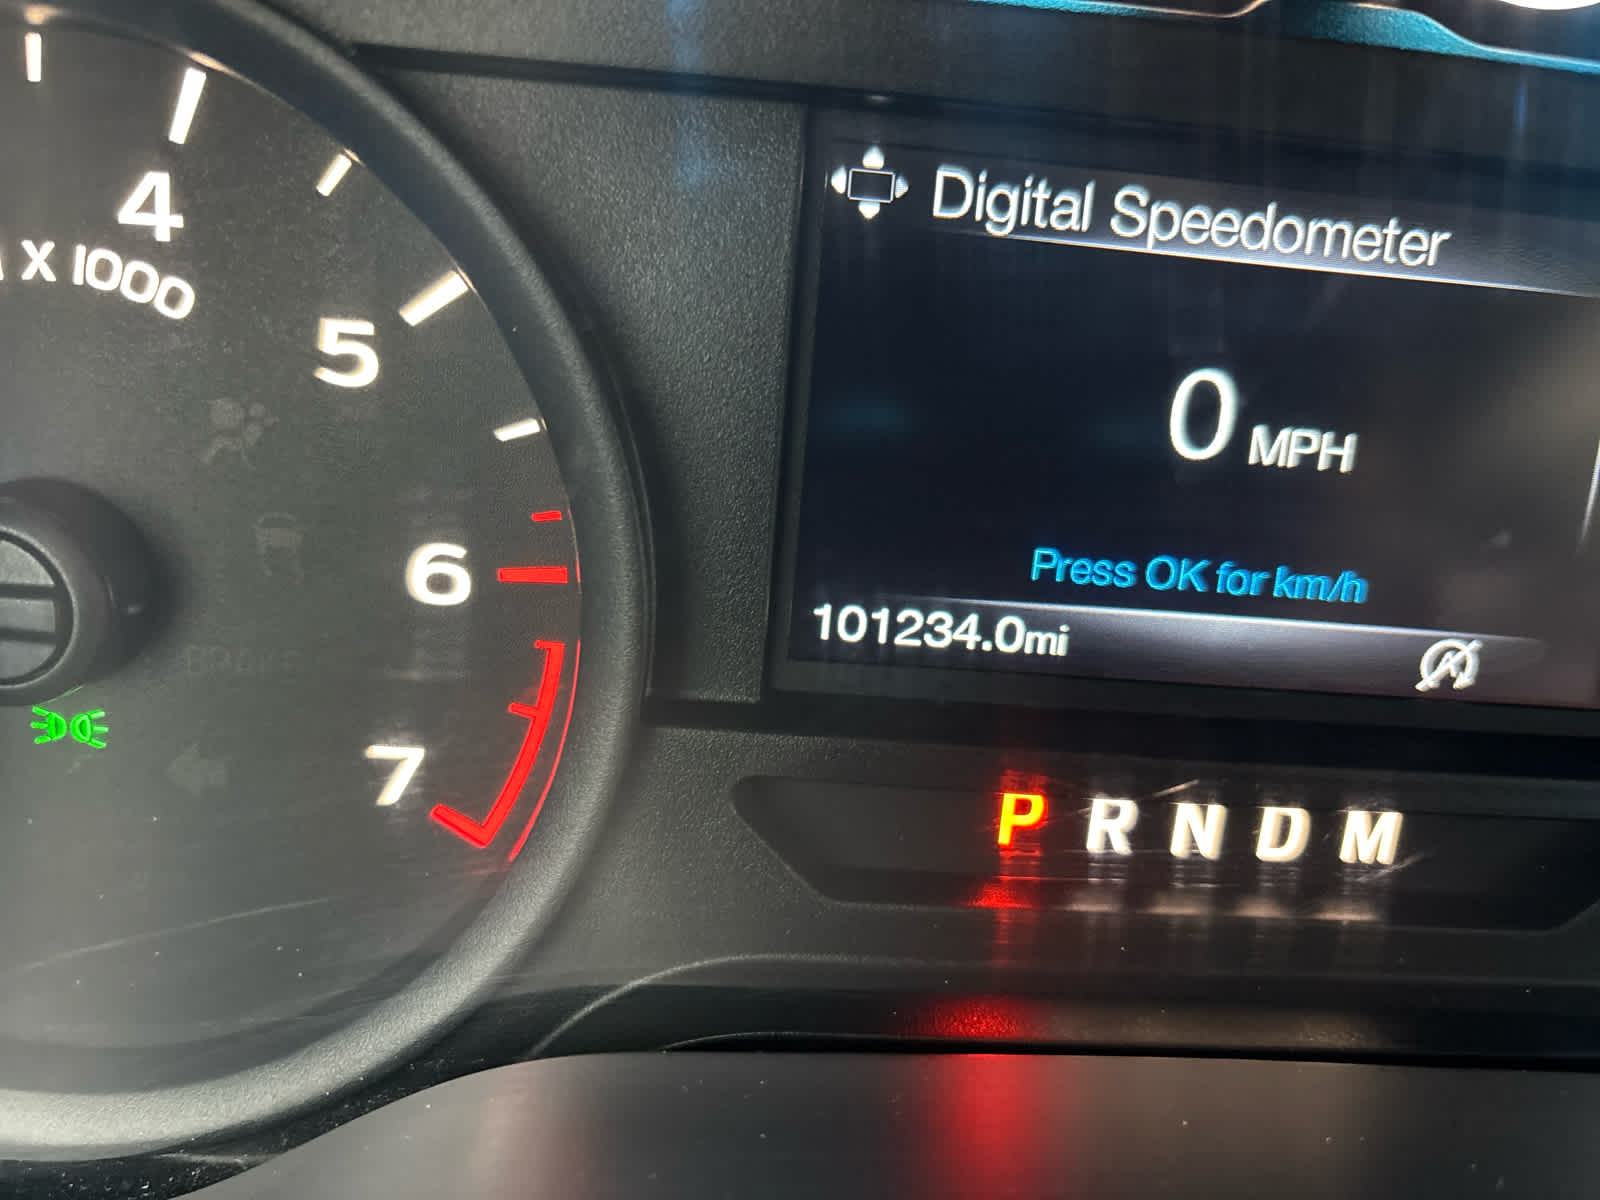 4
X 1000
5
6
7
Digital Speedometer
0 MPH
Press OK for km/h
101234.0mi
P R N D M